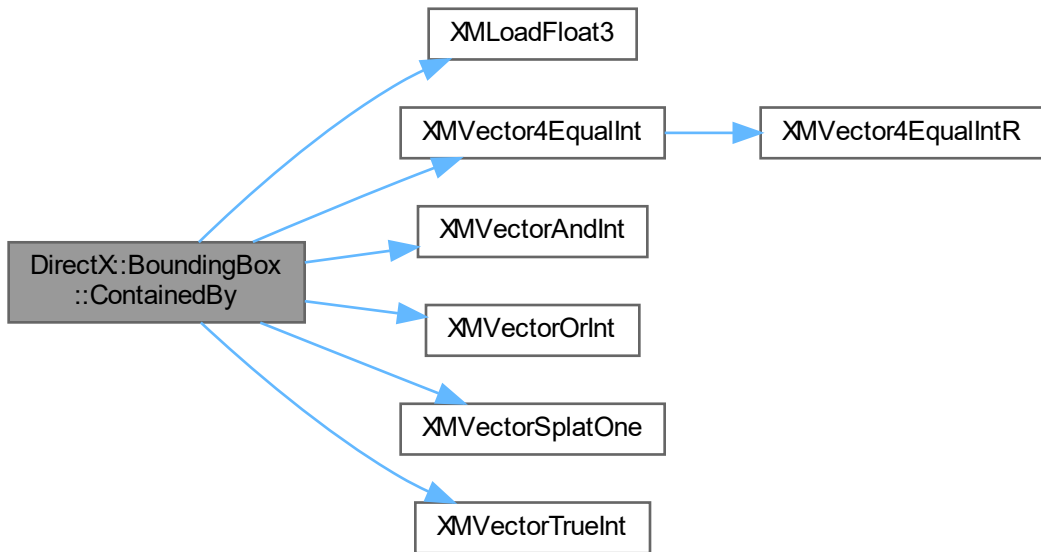 XMLoadFloat3
XMVector4EqualInt
XMVector4EqualIntR
XMVectorAndInt
DirectX::BoundingBox
::ContainedBy
XMVectorOrInt
XMVectorSplatOne
XMVectorTrueInt